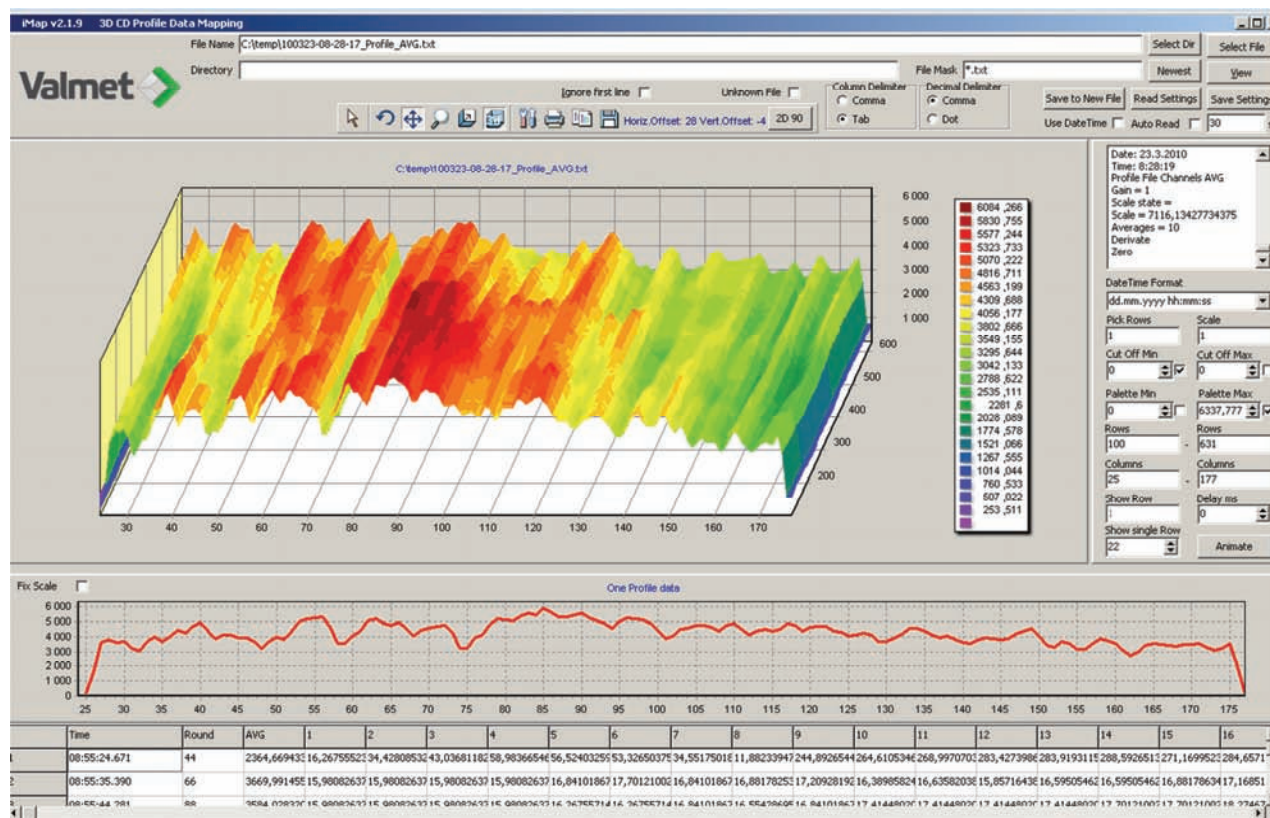 iMap v2.1.9 3D CD Profile Data Mapping
File Name C:\temp\100323-08-28-17_Profile_AVG.txt Select Dir Select File
Valmet
Directory File Mask *.txt Newest View
Ignore first line Unknown File
Column Delimiter
Comma
Tab
Decimal Delimiter
Comma
Dot
Save to New File Read Settings Save Setting
Use DateTime Auto Read 30
Horiz.Offset: 28 Vert.Offset: -4 2D 90
C:\temp\100323-08-28-17_Profile_AVG.txt
6 000
5 000
4 000
3 000
2 000
1 000
600
500
400
300
200
30 40 50 60 70 80 90 100 110 120 130 140 150 160 170
6084 ,266
5830 ,755
5577 ,244
5323 ,733
5070 ,222
4816 ,711
4563 ,199
4309 ,688
4056 ,177
3802 ,666
3549 ,155
3295 ,644
3042 ,133
2788 ,622
2535 ,111
2281 ,6
2028 ,089
1774 ,578
1521 ,066
1267 ,555
1014 ,044
760 ,533
507 ,022
253 ,511
Date: 23.3.2010
Time: 8:28:19
Profile File Channels AVG
Gain = 1
Scale state =
Scale = 7116,13427734375
Averages = 10
Derivate
Zero
DateTime Format
dd.mm.yyyy hh:mm:ss
Pick Rows Scale
1 1
Cut Off Min Cut Off Max
0 0
Palette Min Palette Max
0 6337,777
Rows Rows
100 - 631
Columns Columns
25 - 177
Show Row Delay ms
1 0
Show single Row
22 Animate
Fix Scale
One Profile data
6 000
5 000
4 000
3 000
2 000
1 000
0
25 30 35 40 45 50 55 60 65 70 75 80 85 90 95 100 105 110 115 120 125 130 135 140 145 150 155 160 165 170 175
Time Round AVG 1 2 3 4 5 6 7 8 9 10 11 12 13 14 15 16
08:55:24.671 44
08:55:35.390 66
08:55:44.281 88